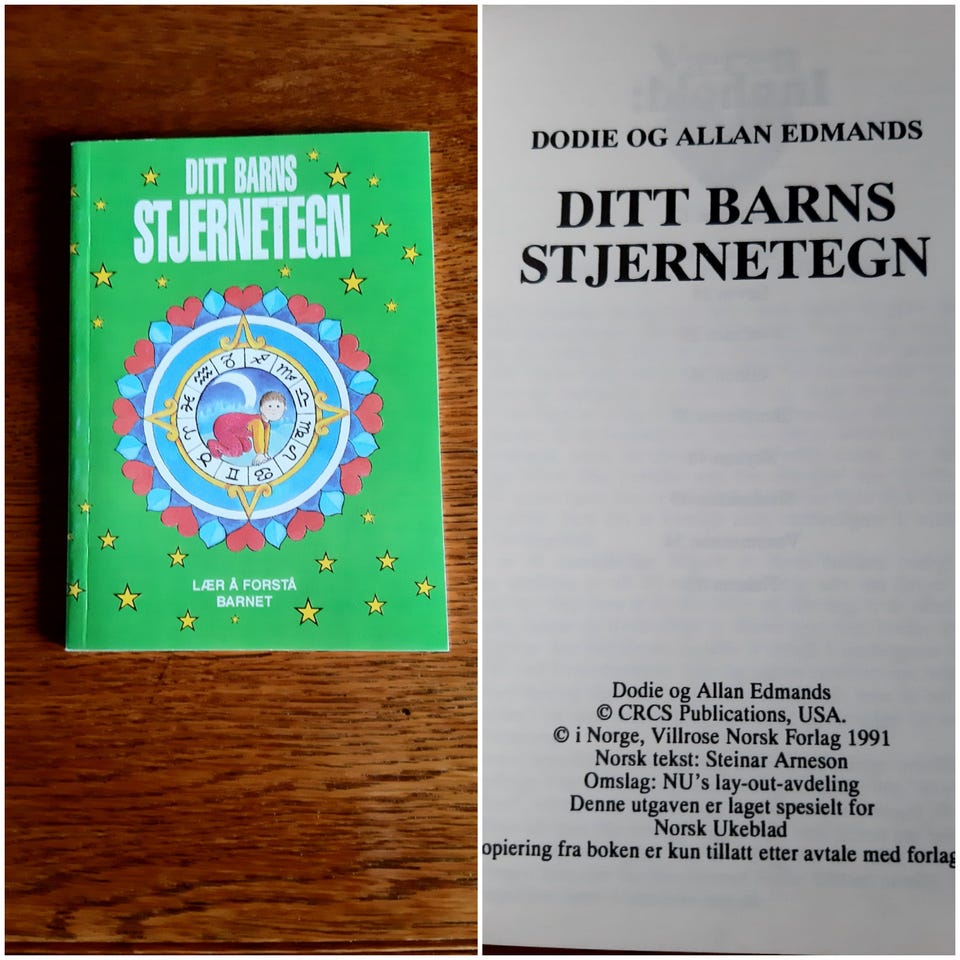 DITT BARNS
STJERNETEGN
LÆR Å FORSTÅ
BARNET
DODIE OG ALLAN EDMANDS
DITT BARNS
STJERNETEGN
Dodie og Allan Edmands
© CRCS Publications, USA.
© i Norge, Villrose Norsk Forlag 1991
Norsk tekst: Steinar Arneson
Omslag: NU's lay-out-avdeling
Denne utgaven er laget spesielt for
Norsk Ukeblad
opiering fra boken er kun tillatt etter avtale med forlag